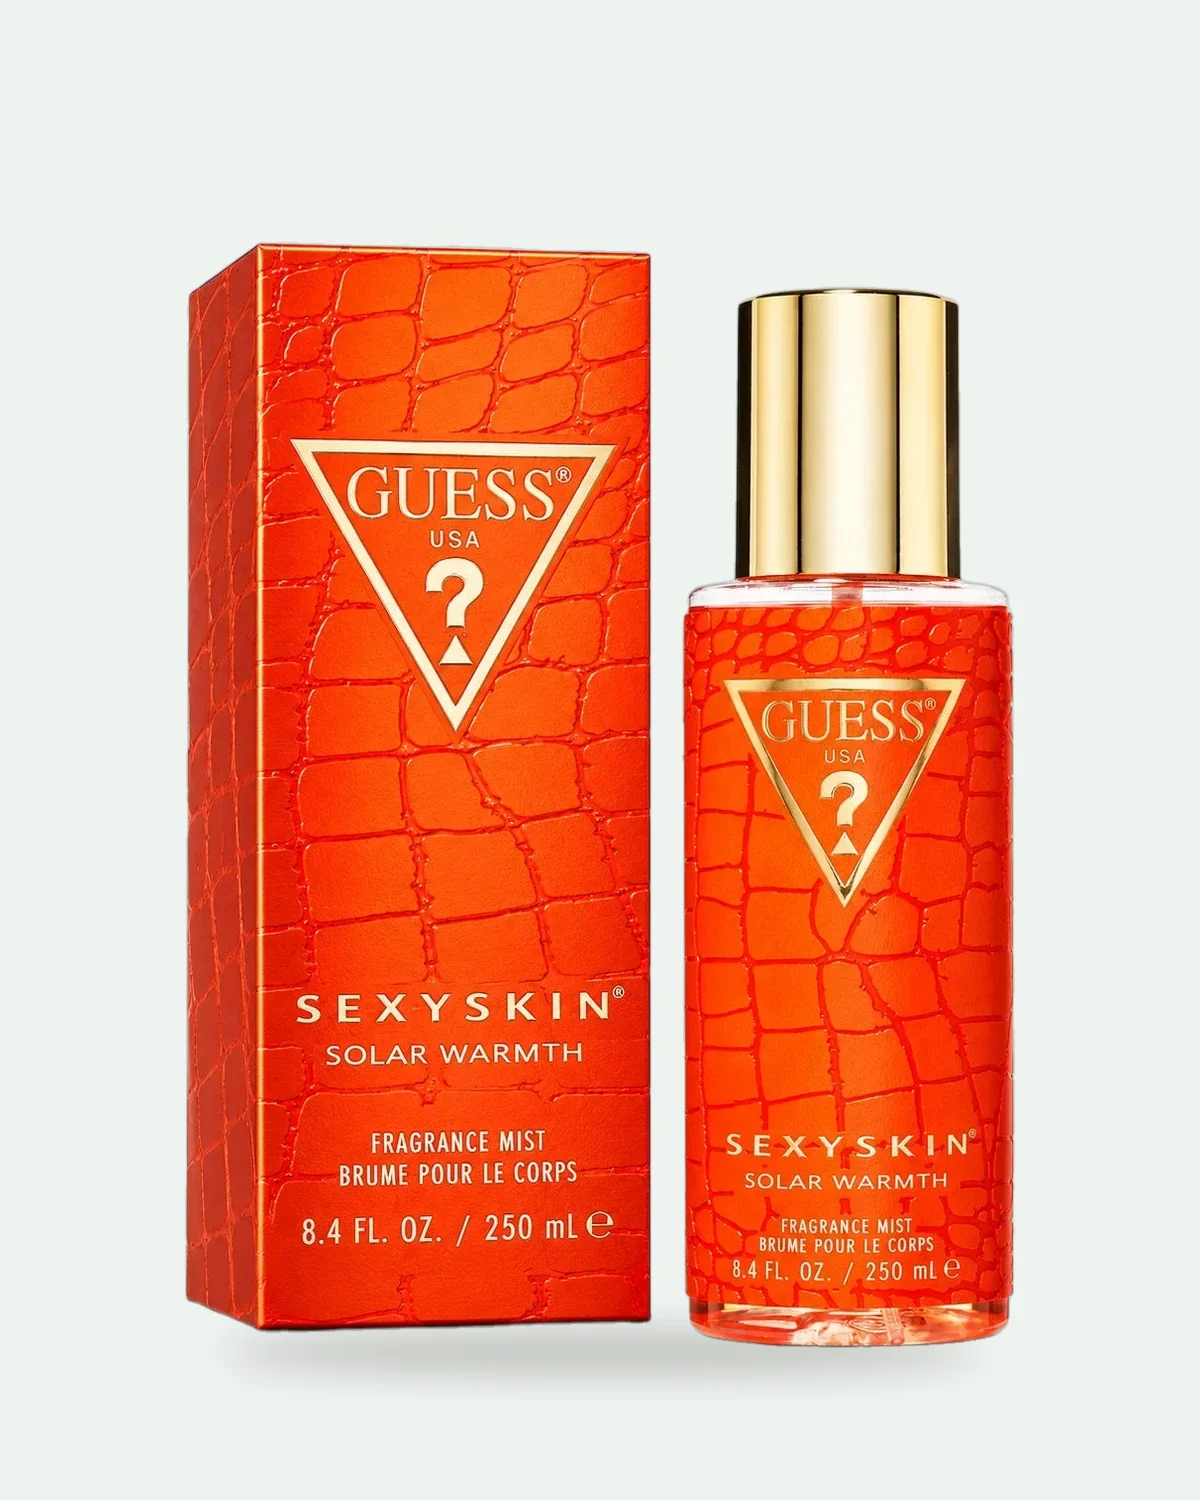 GUESS®
USA
?
SEXYSKIN®
SOLAR WARMTH
FRAGRANCE MIST
BRUME POUR LE CORPS
8.4 FL. OZ. / 250 mL ℮
GUESS®
USA
?
SEXYSKIN®
SOLAR WARMTH
FRAGRANCE MIST
BRUME POUR LE CORPS
8.4 FL. OZ. / 250 mL ℮